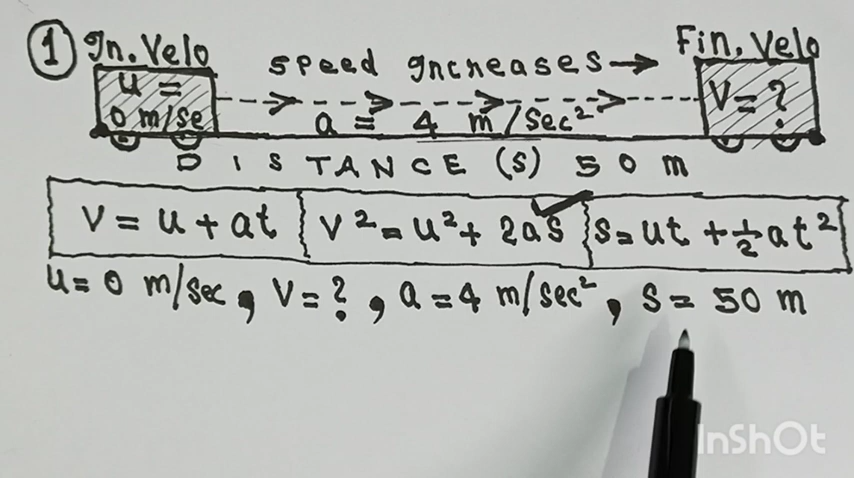 ① In. Velo speed increases → Fin. Velo
u = 0 m/se a = 4 m/sec² V = ?
DISTANCE (S) 50 m
V = u + at V² = u² + 2as ✓ S = ut + ½at²
u = 0 m/sec, V = ?, a = 4 m/sec², S = 50 m
InShOt